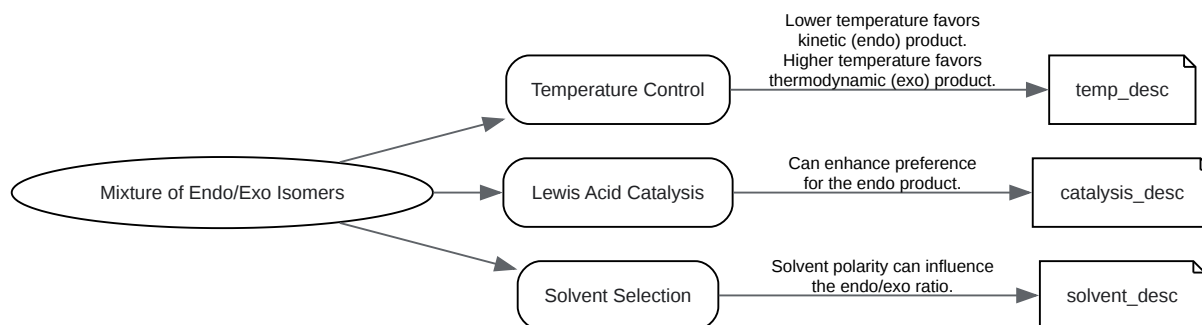 Mixture of Endo/Exo Isomers
Temperature Control
Lower temperature favors
kinetic (endo) product.
Higher temperature favors
thermodynamic (exo) product.
temp_desc
Lewis Acid Catalysis
Can enhance preference
for the endo product.
catalysis_desc
Solvent Selection
Solvent polarity can influence
the endo/exo ratio.
solvent_desc